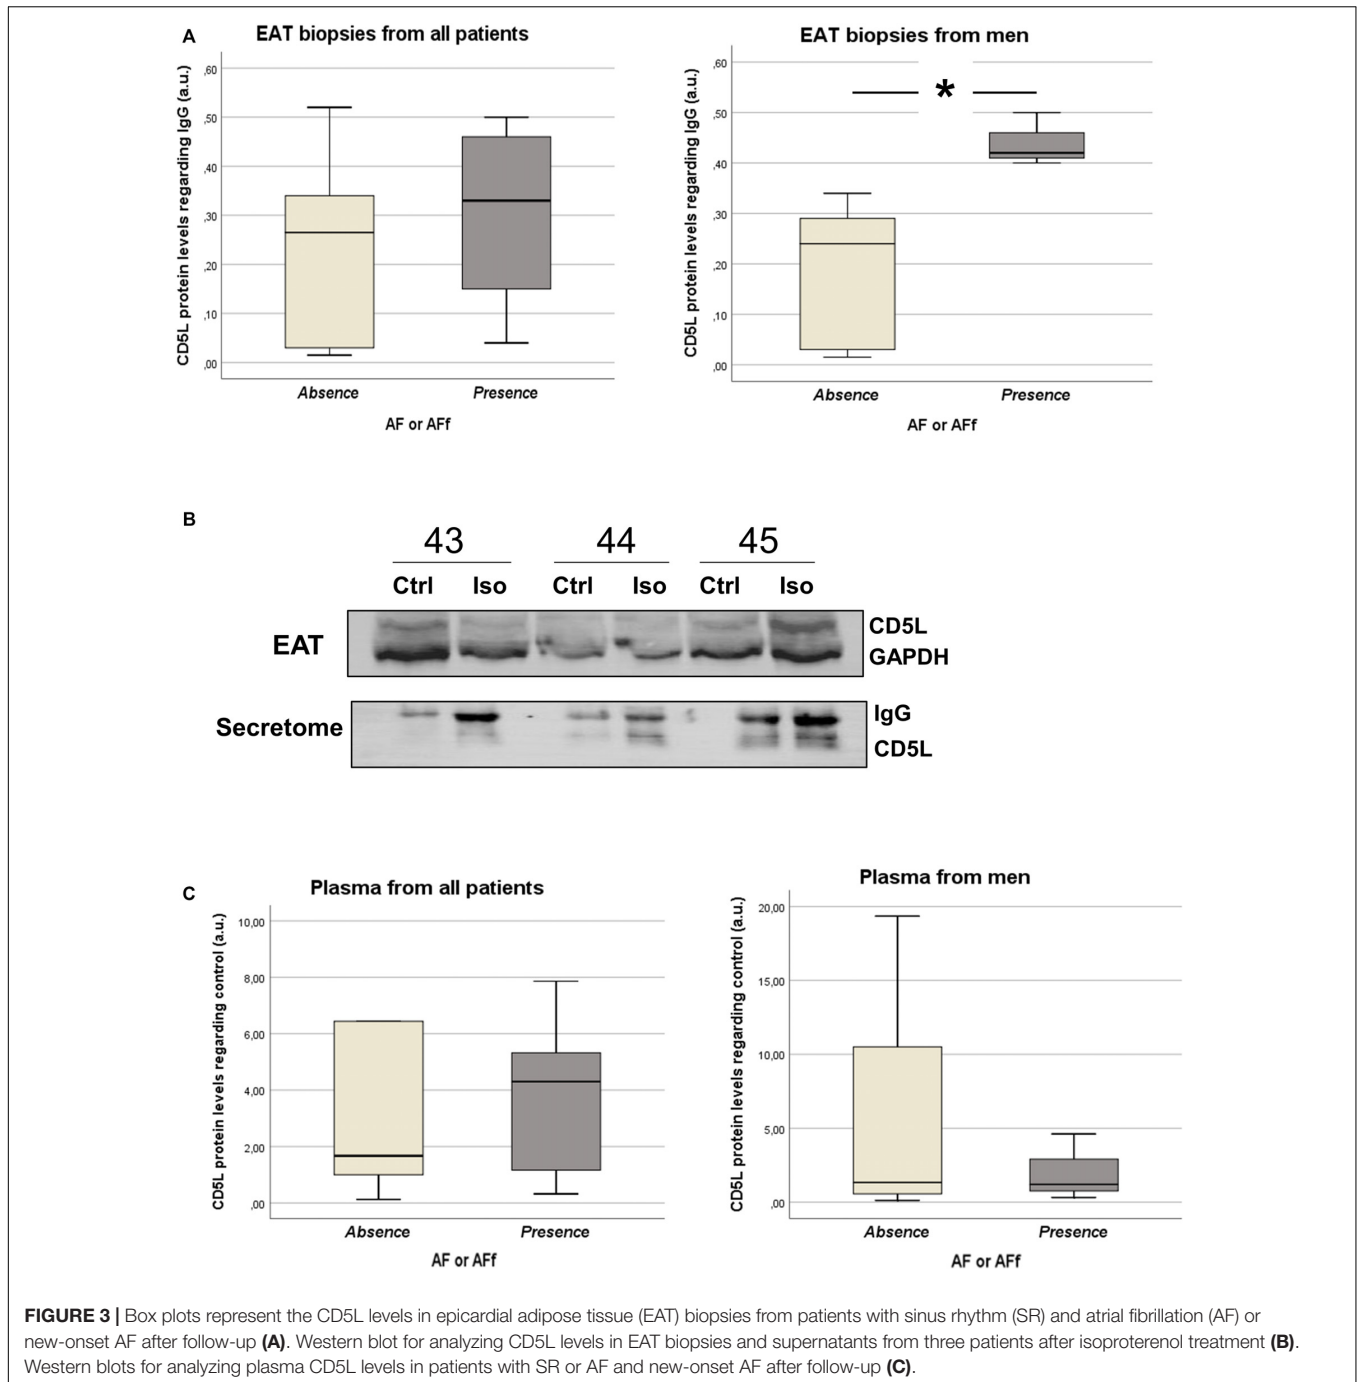 A
EAT biopsies from all patients
CD5L protein levels regarding IgG (a.u.)
,60
,50
,40
,30
,20
,10
,00
Absence Presence
AF or AFf
EAT biopsies from men
CD5L protein levels regarding IgG (a.u.)
,60
,50
,40
,30
,20
,10
,00
*
Absence Presence
AF or AFf
B
43 44 45
Ctrl Iso Ctrl Iso Ctrl Iso
EAT
CD5L
GAPDH
Secretome
IgG
CD5L
C
Plasma from all patients
CD5L protein levels regarding control (a.u.)
10,00
8,00
6,00
4,00
2,00
,00
Absence Presence
AF or AFf
Plasma from men
CD5L protein levels regarding control (a.u.)
20,00
15,00
10,00
5,00
,00
Absence Presence
AF or AFf
FIGURE 3 | Box plots represent the CD5L levels in epicardial adipose tissue (EAT) biopsies from patients with sinus rhythm (SR) and atrial fibrillation (AF) or
new-onset AF after follow-up (A). Western blot for analyzing CD5L levels in EAT biopsies and supernatants from three patients after isoproterenol treatment (B).
Western blots for analyzing plasma CD5L levels in patients with SR or AF and new-onset AF after follow-up (C).